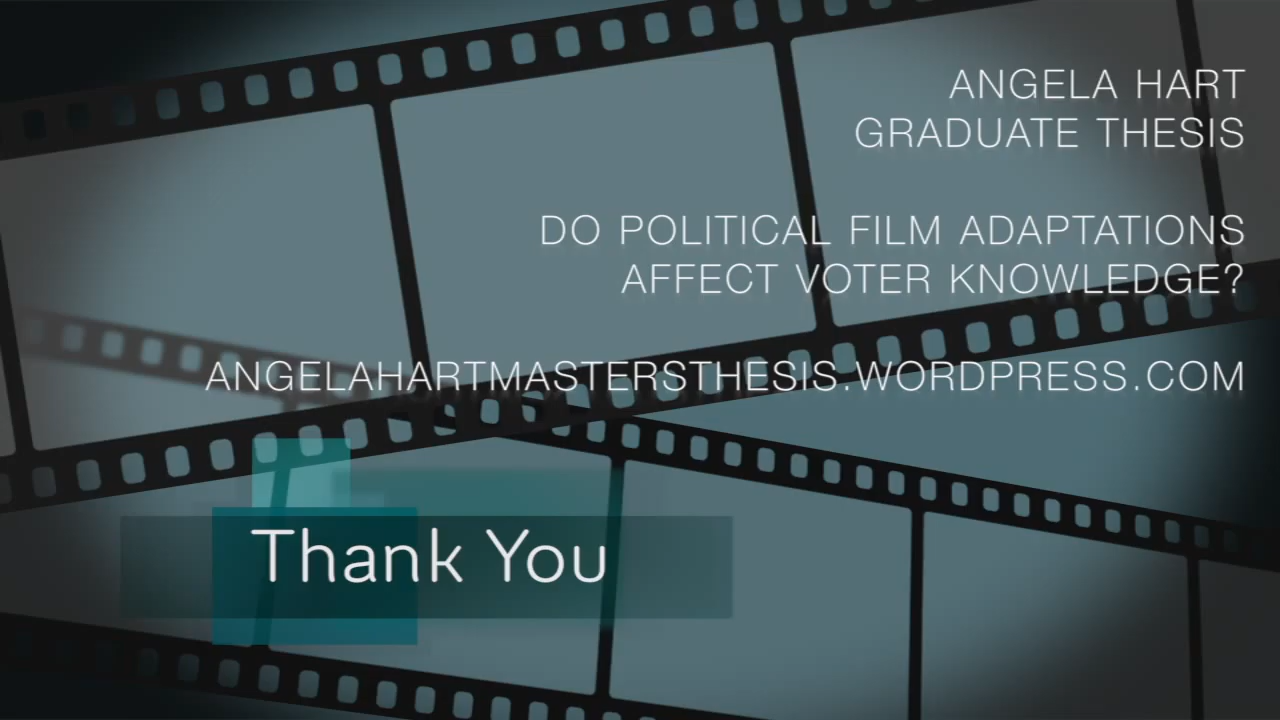 ANGELA HART
GRADUATE THESIS
DO POLITICAL FILM ADAPTATIONS
AFFECT VOTER KNOWLEDGE?
ANGELAHARTMASTERSTHESIS.WORDPRESS.COM
Thank You